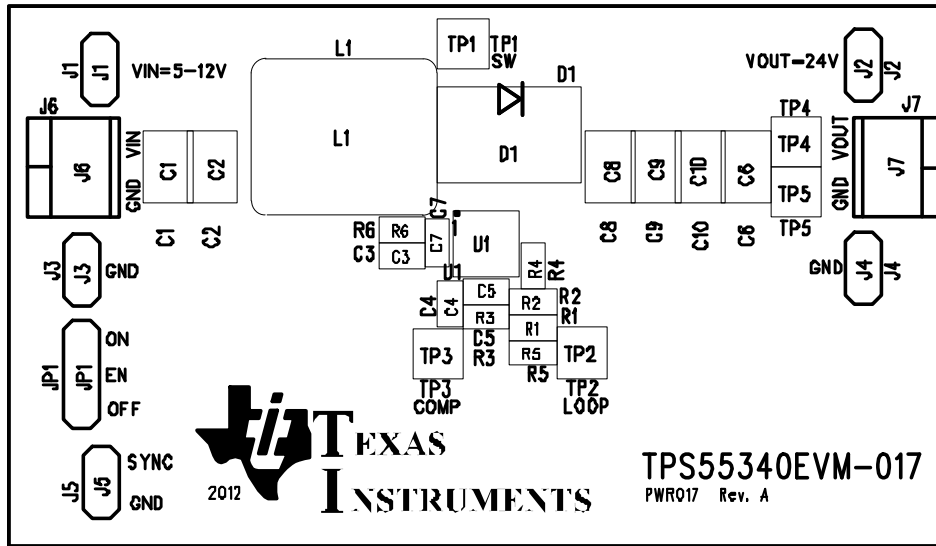 L1
TP1
TP1
SW
D1
J1
J1
VIN=5-12V
VOUT=24V
J2
J2
J6
J6
VIN
GND
C1
C2
C1
C2
L1
D1
C8
C9
C10
C6
C8
C9
C10
C6
TP4
TP4
TP5
TP5
VOUT
GND
J7
J7
R6
R6
C3
C3
C7
C7
U1
U1
R4
R4
J3
J3
GND
GND
J4
J4
C4
C4
C5
R3
C5
R3
R2
R2
R1
R1
R5
R5
TP3
TP3
COMP
TP2
TP2
LOOP
JP1
JP1
ON
EN
OFF
J5
J5
SYNC
GND
2012
TEXAS
INSTRUMENTS
TPS55340EVM-017
PWR017 Rev. A